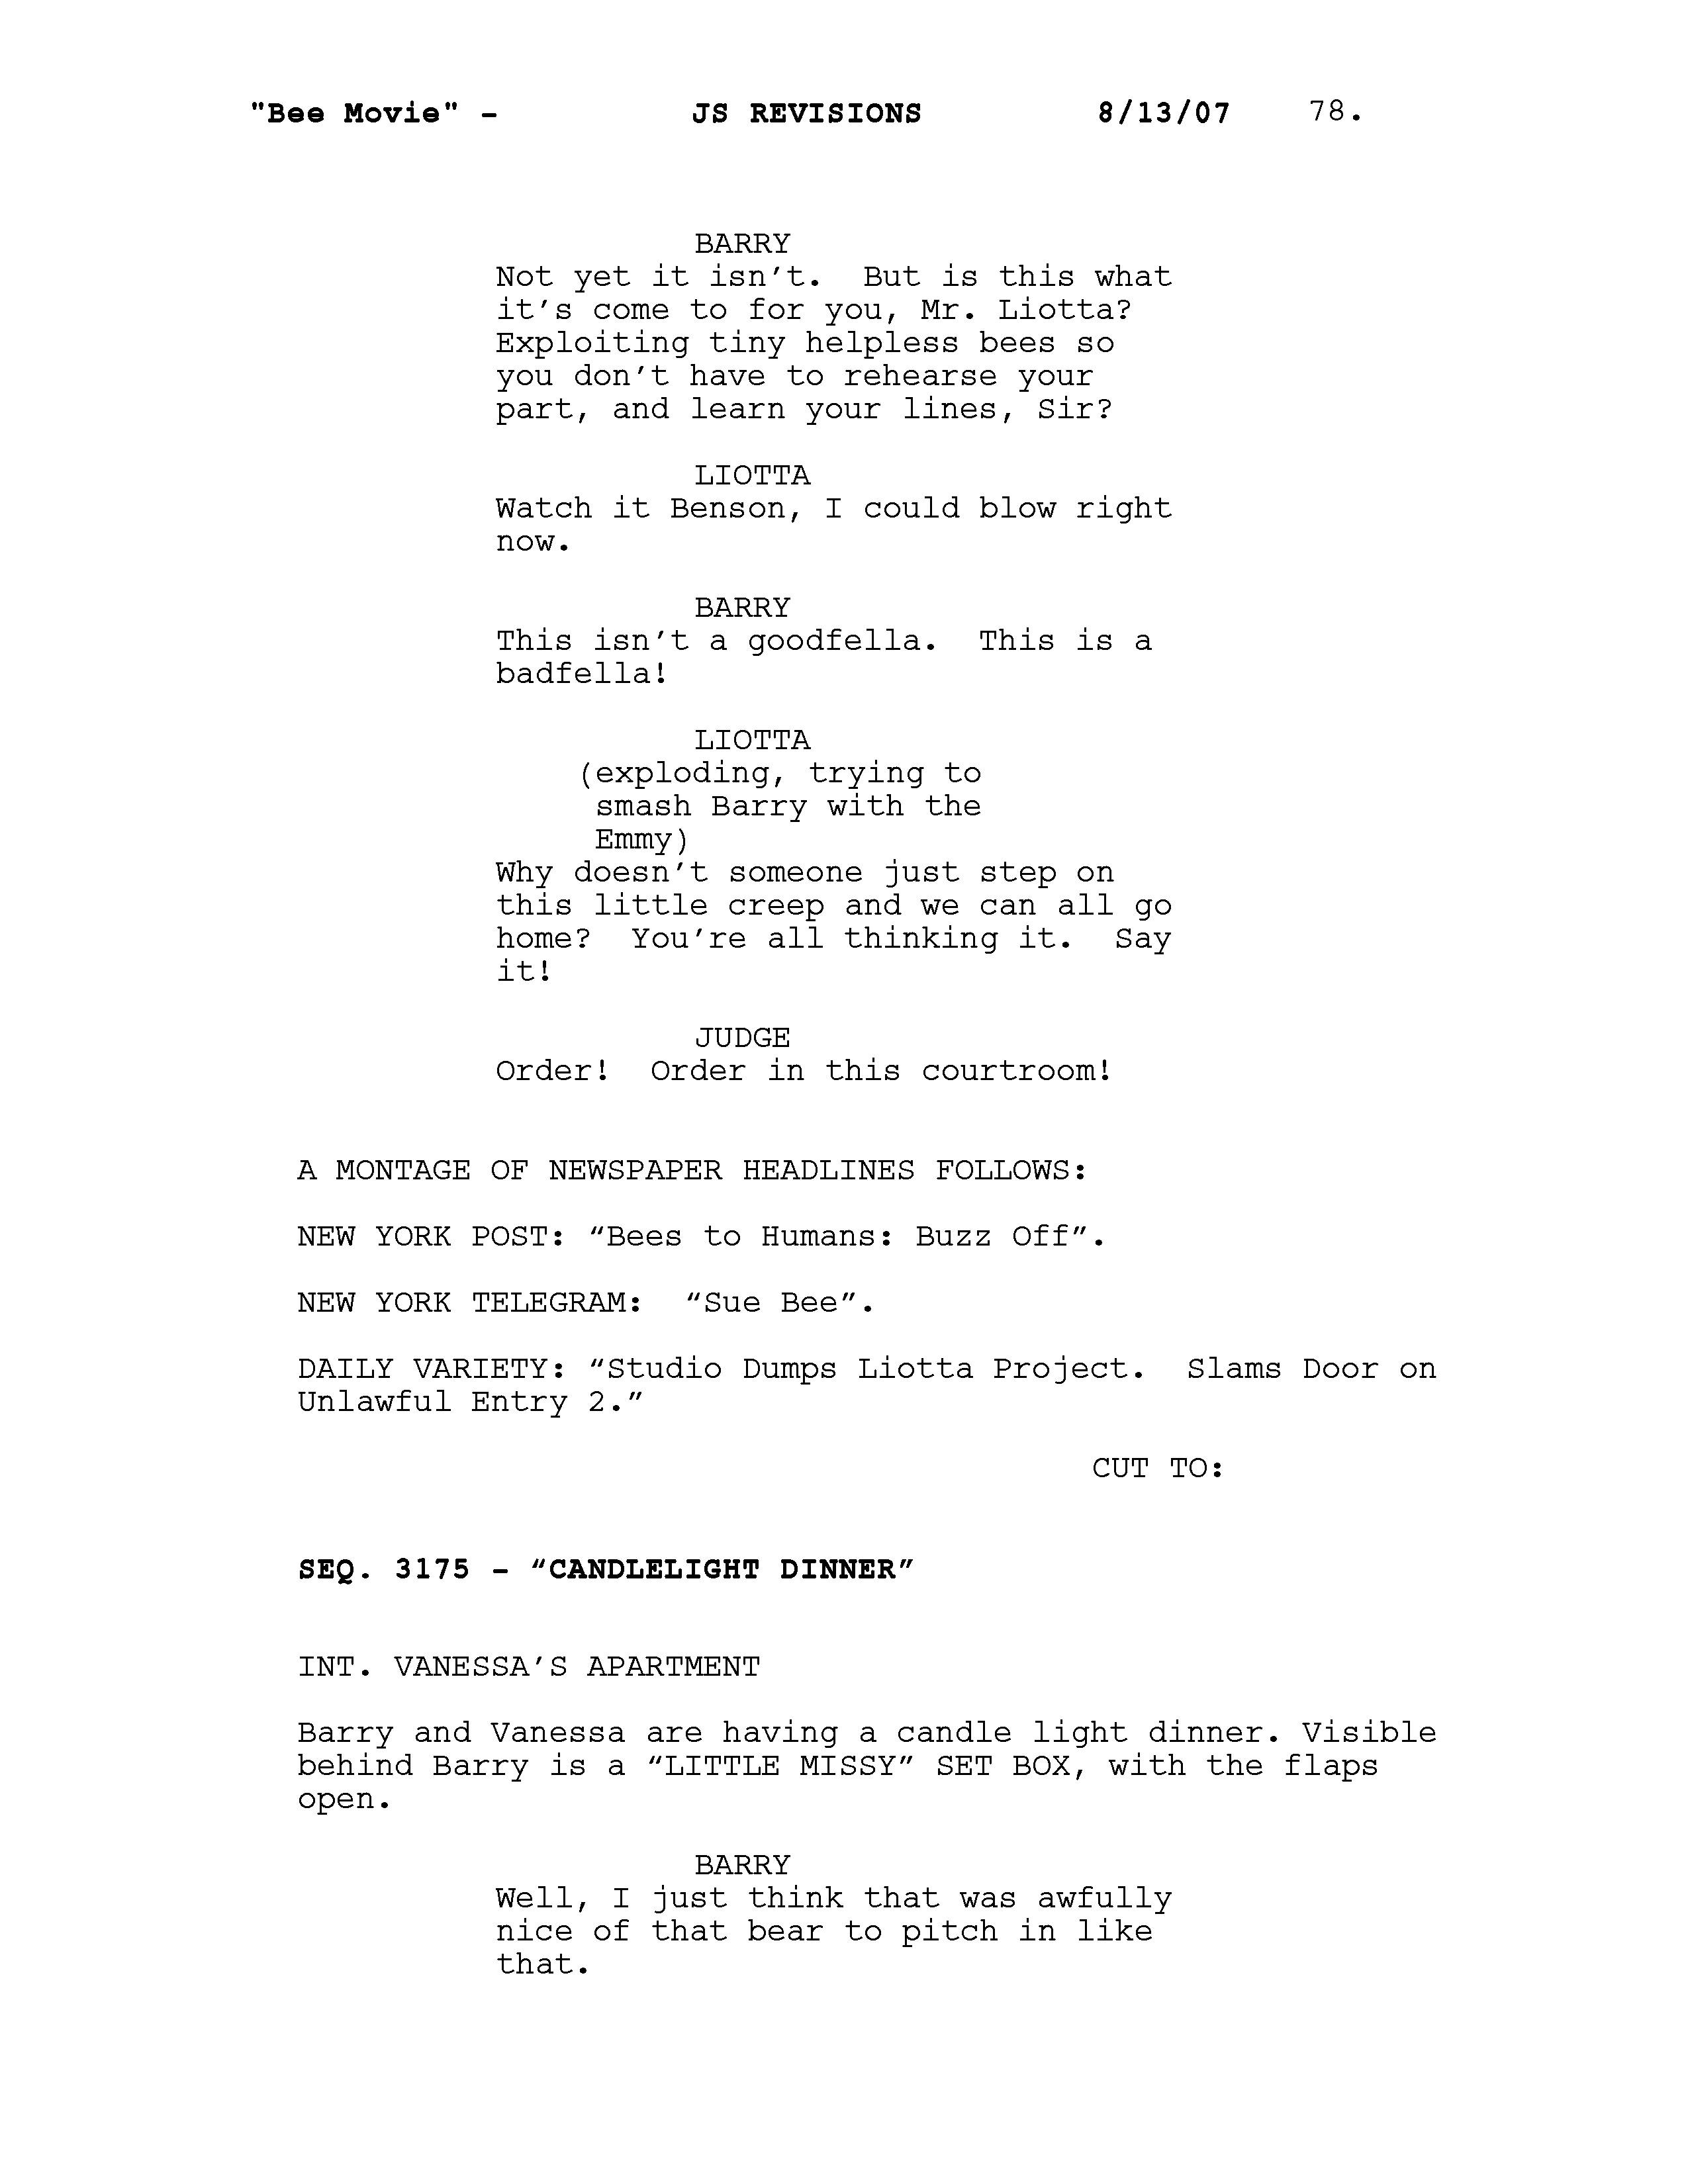 "Bee Movie" - JS REVISIONS 8/13/07 78.
BARRY
Not yet it isn't. But is this what
it's come to for you, Mr. Liotta?
Exploiting tiny helpless bees so
you don't have to rehearse your
part, and learn your lines, Sir?
LIOTTA
Watch it Benson, I could blow right
now.
BARRY
This isn't a goodfella. This is a
badfella!
LIOTTA
(exploding, trying to
smash Barry with the
Emmy)
Why doesn't someone just step on
this little creep and we can all go
home? You're all thinking it. Say
it!
JUDGE
Order! Order in this courtroom!
A MONTAGE OF NEWSPAPER HEADLINES FOLLOWS:
NEW YORK POST: “Bees to Humans: Buzz Off”.
NEW YORK TELEGRAM: “Sue Bee”.
DAILY VARIETY: “Studio Dumps Liotta Project. Slams Door on
Unlawful Entry 2.”
CUT TO:
SEQ. 3175 - “CANDLELIGHT DINNER”
INT. VANESSA'S APARTMENT
Barry and Vanessa are having a candle light dinner. Visible
behind Barry is a “LITTLE MISSY” SET BOX, with the flaps
open.
BARRY
Well, I just think that was awfully
nice of that bear to pitch in like
that.